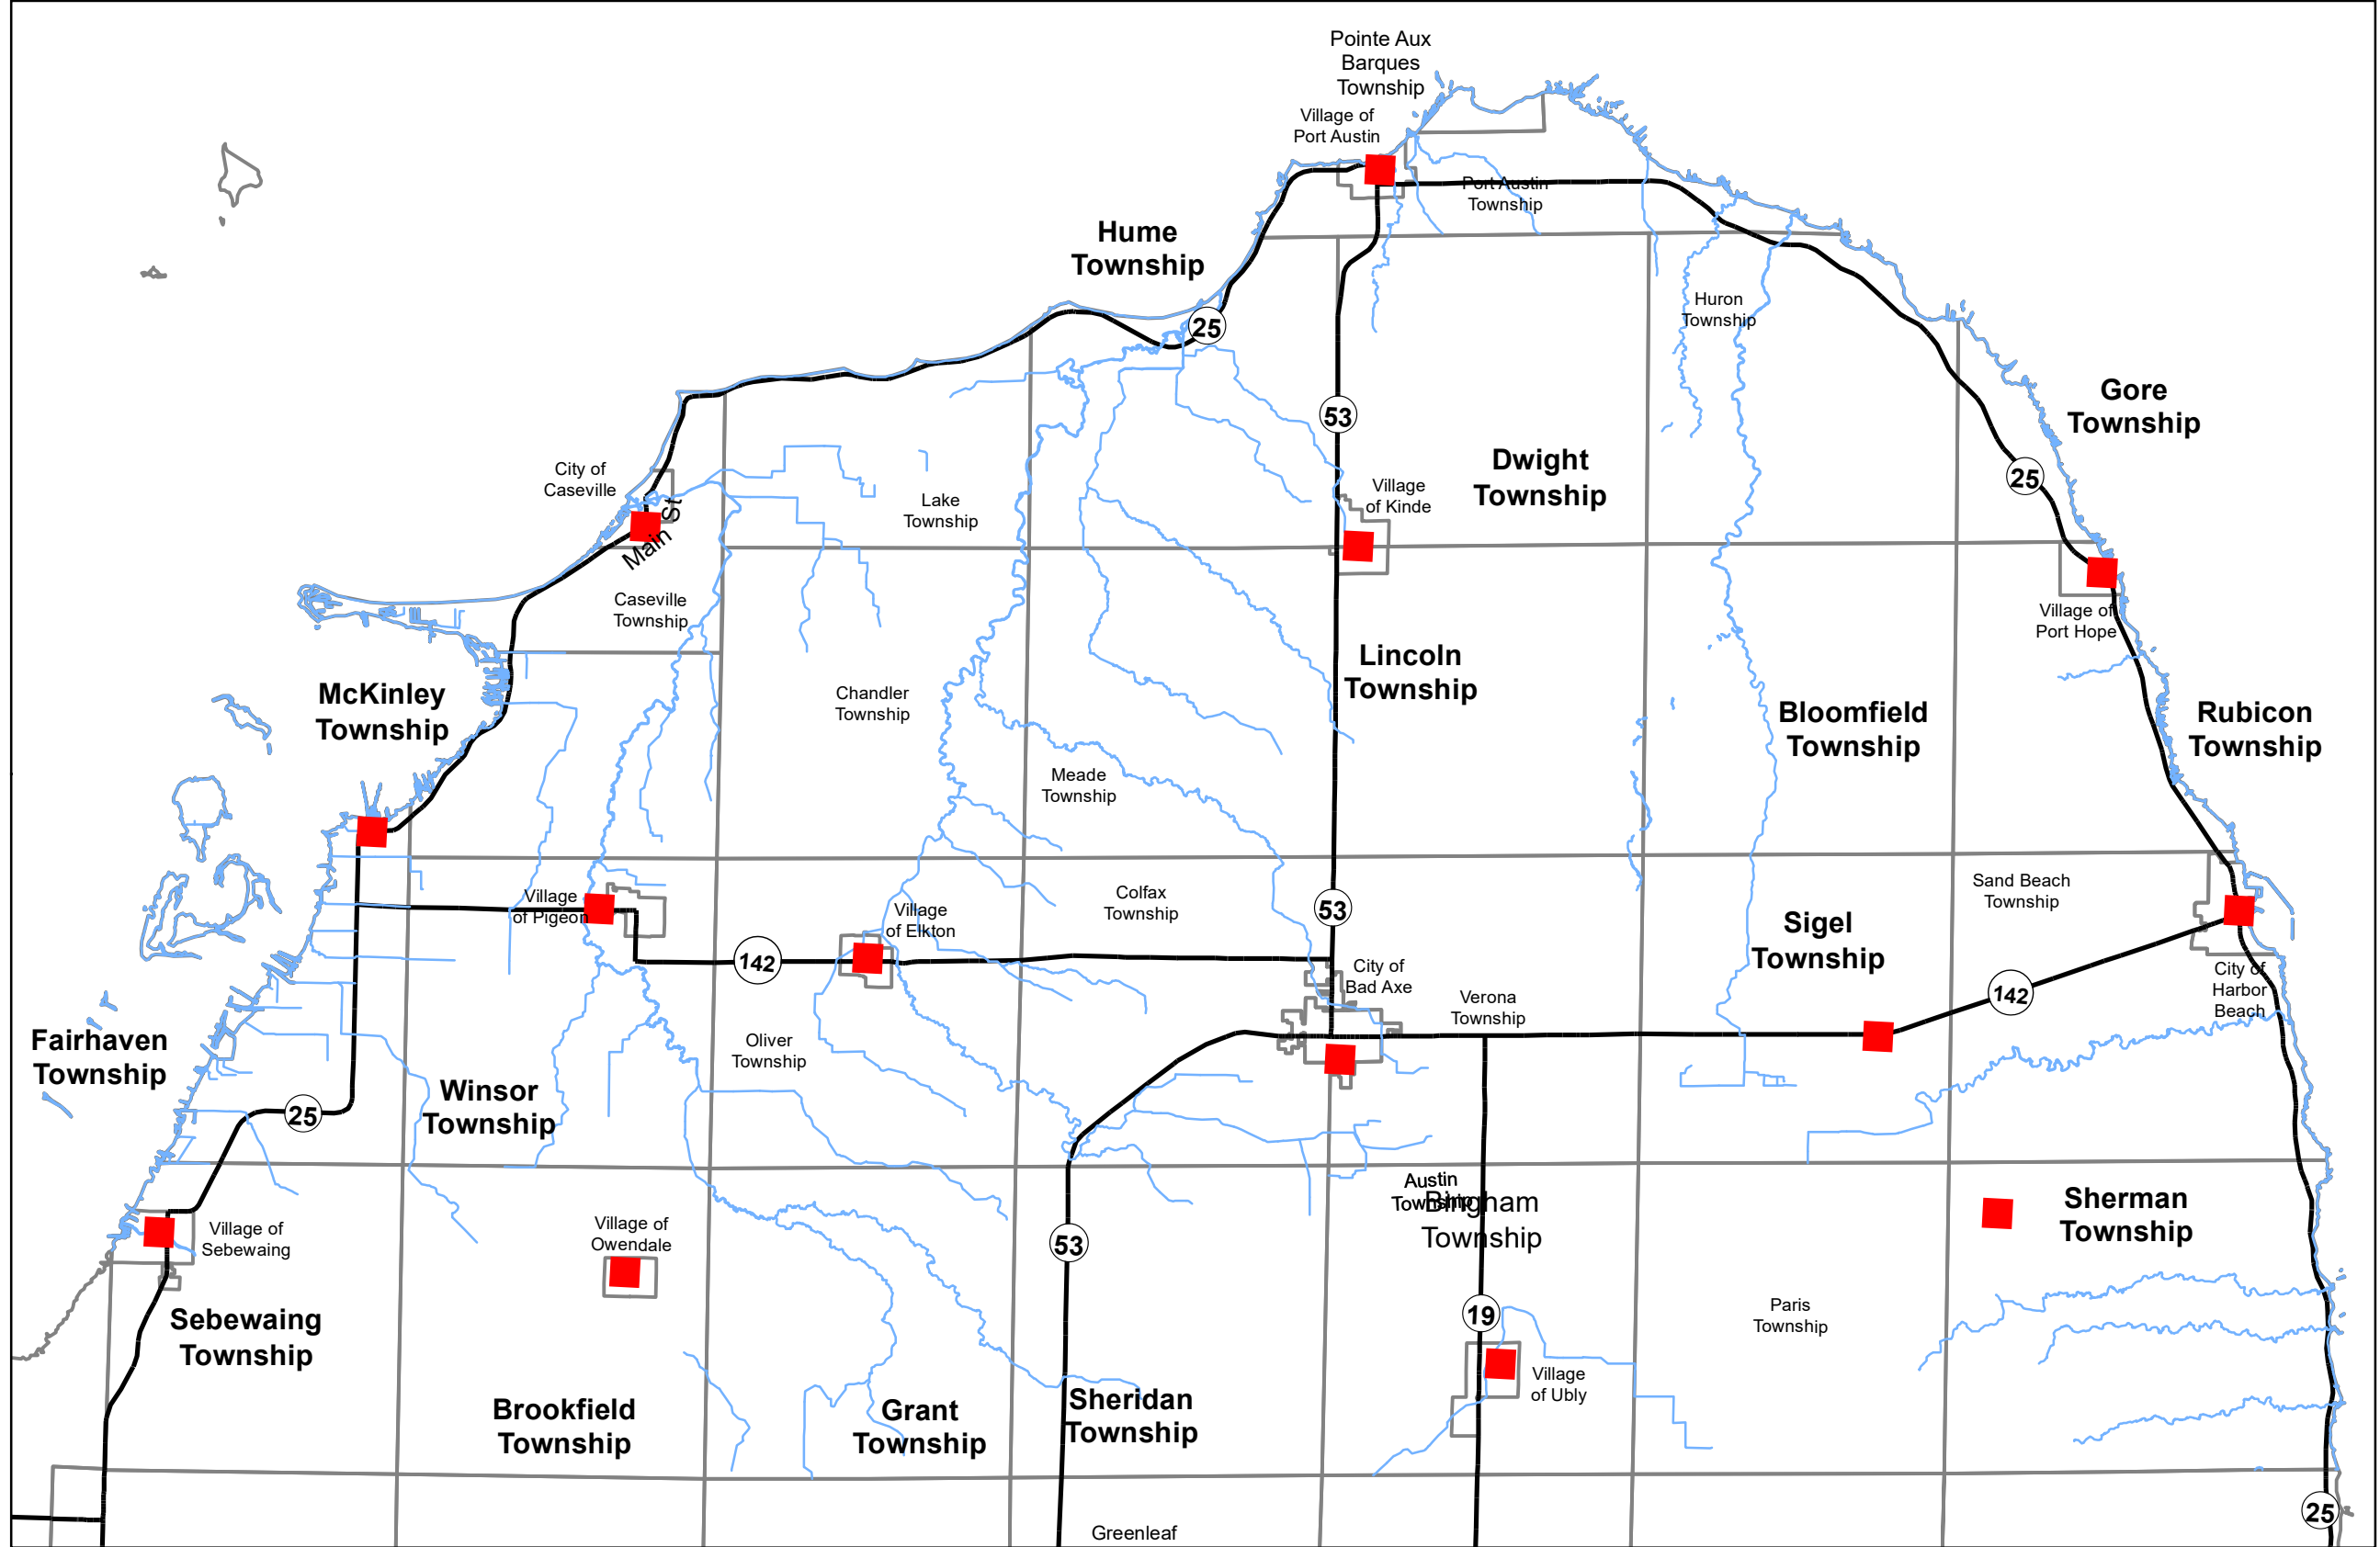 Pointe Aux
Barques
Township
Village of
Port Austin
Port Austin
Township
Hume
Township
25
Huron
Township
53
Gore
Township
25
City of
Caseville
Main St
Lake
Township
Village
of Kinde
Dwight
Township
Caseville
Township
Village of
Port Hope
McKinley
Township
Chandler
Township
Lincoln
Township
Bloomfield
Township
Rubicon
Township
Meade
Township
Village
of Pigeon
Village
of Elkton
Colfax
Township
53
Sigel
Township
Sand Beach
Township
142
City of
Bad Axe
Verona
Township
142
City of
Harbor
Beach
Fairhaven
Township
Oliver
Township
25
Winsor
Township
Austin
Township
Bingham
Township
Sherman
Township
Village of
Sebewaing
Village of
Owendale
53
Sebewaing
Township
19
Paris
Township
Village
of Ubly
Brookfield
Township
Grant
Township
Sheridan
Township
25
Greenleaf